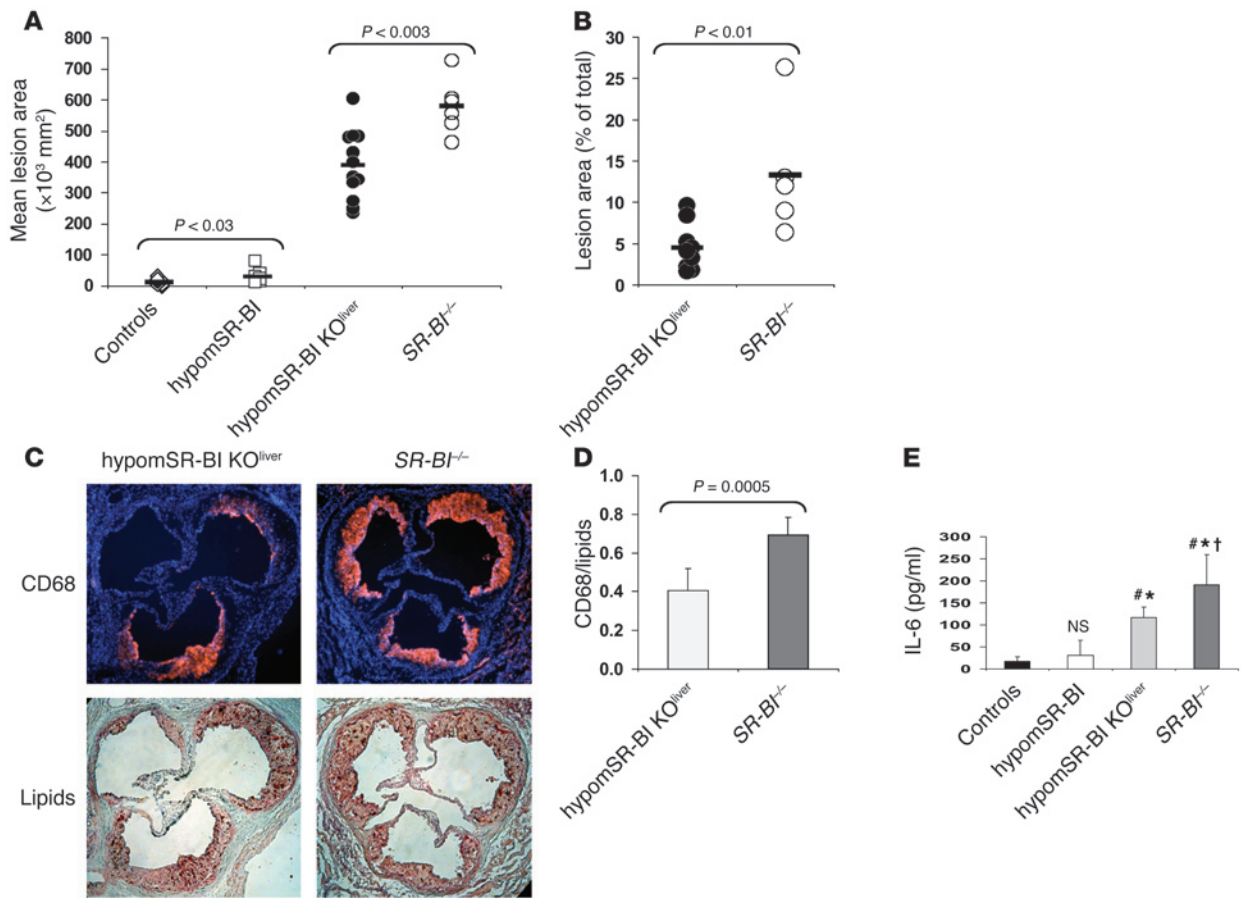 A
P < 0.003
800
700
600
500
400
300
200
100
0
Mean lesion area
(×10³ mm²)
P < 0.03
Controls
hypomSR-BI
hypomSR-BI KOˡⁱᵛᵉʳ
SR-BI⁻/⁻
B
P < 0.01
30
25
20
15
10
5
0
Lesion area (% of total)
hypomSR-BI KOˡⁱᵛᵉʳ
SR-BI⁻/⁻
C
hypomSR-BI KOˡⁱᵛᵉʳ
SR-BI⁻/⁻
CD68
Lipids
D
P = 0.0005
1.0
0.8
0.6
0.4
0.2
0.0
CD68/lipids
hypomSR-BI KOˡⁱᵛᵉʳ
SR-BI⁻/⁻
E
300
250
200
150
100
50
0
IL-6 (pg/ml)
NS
#*
#*†
Controls
hypomSR-BI
hypomSR-BI KOˡⁱᵛᵉʳ
SR-BI⁻/⁻